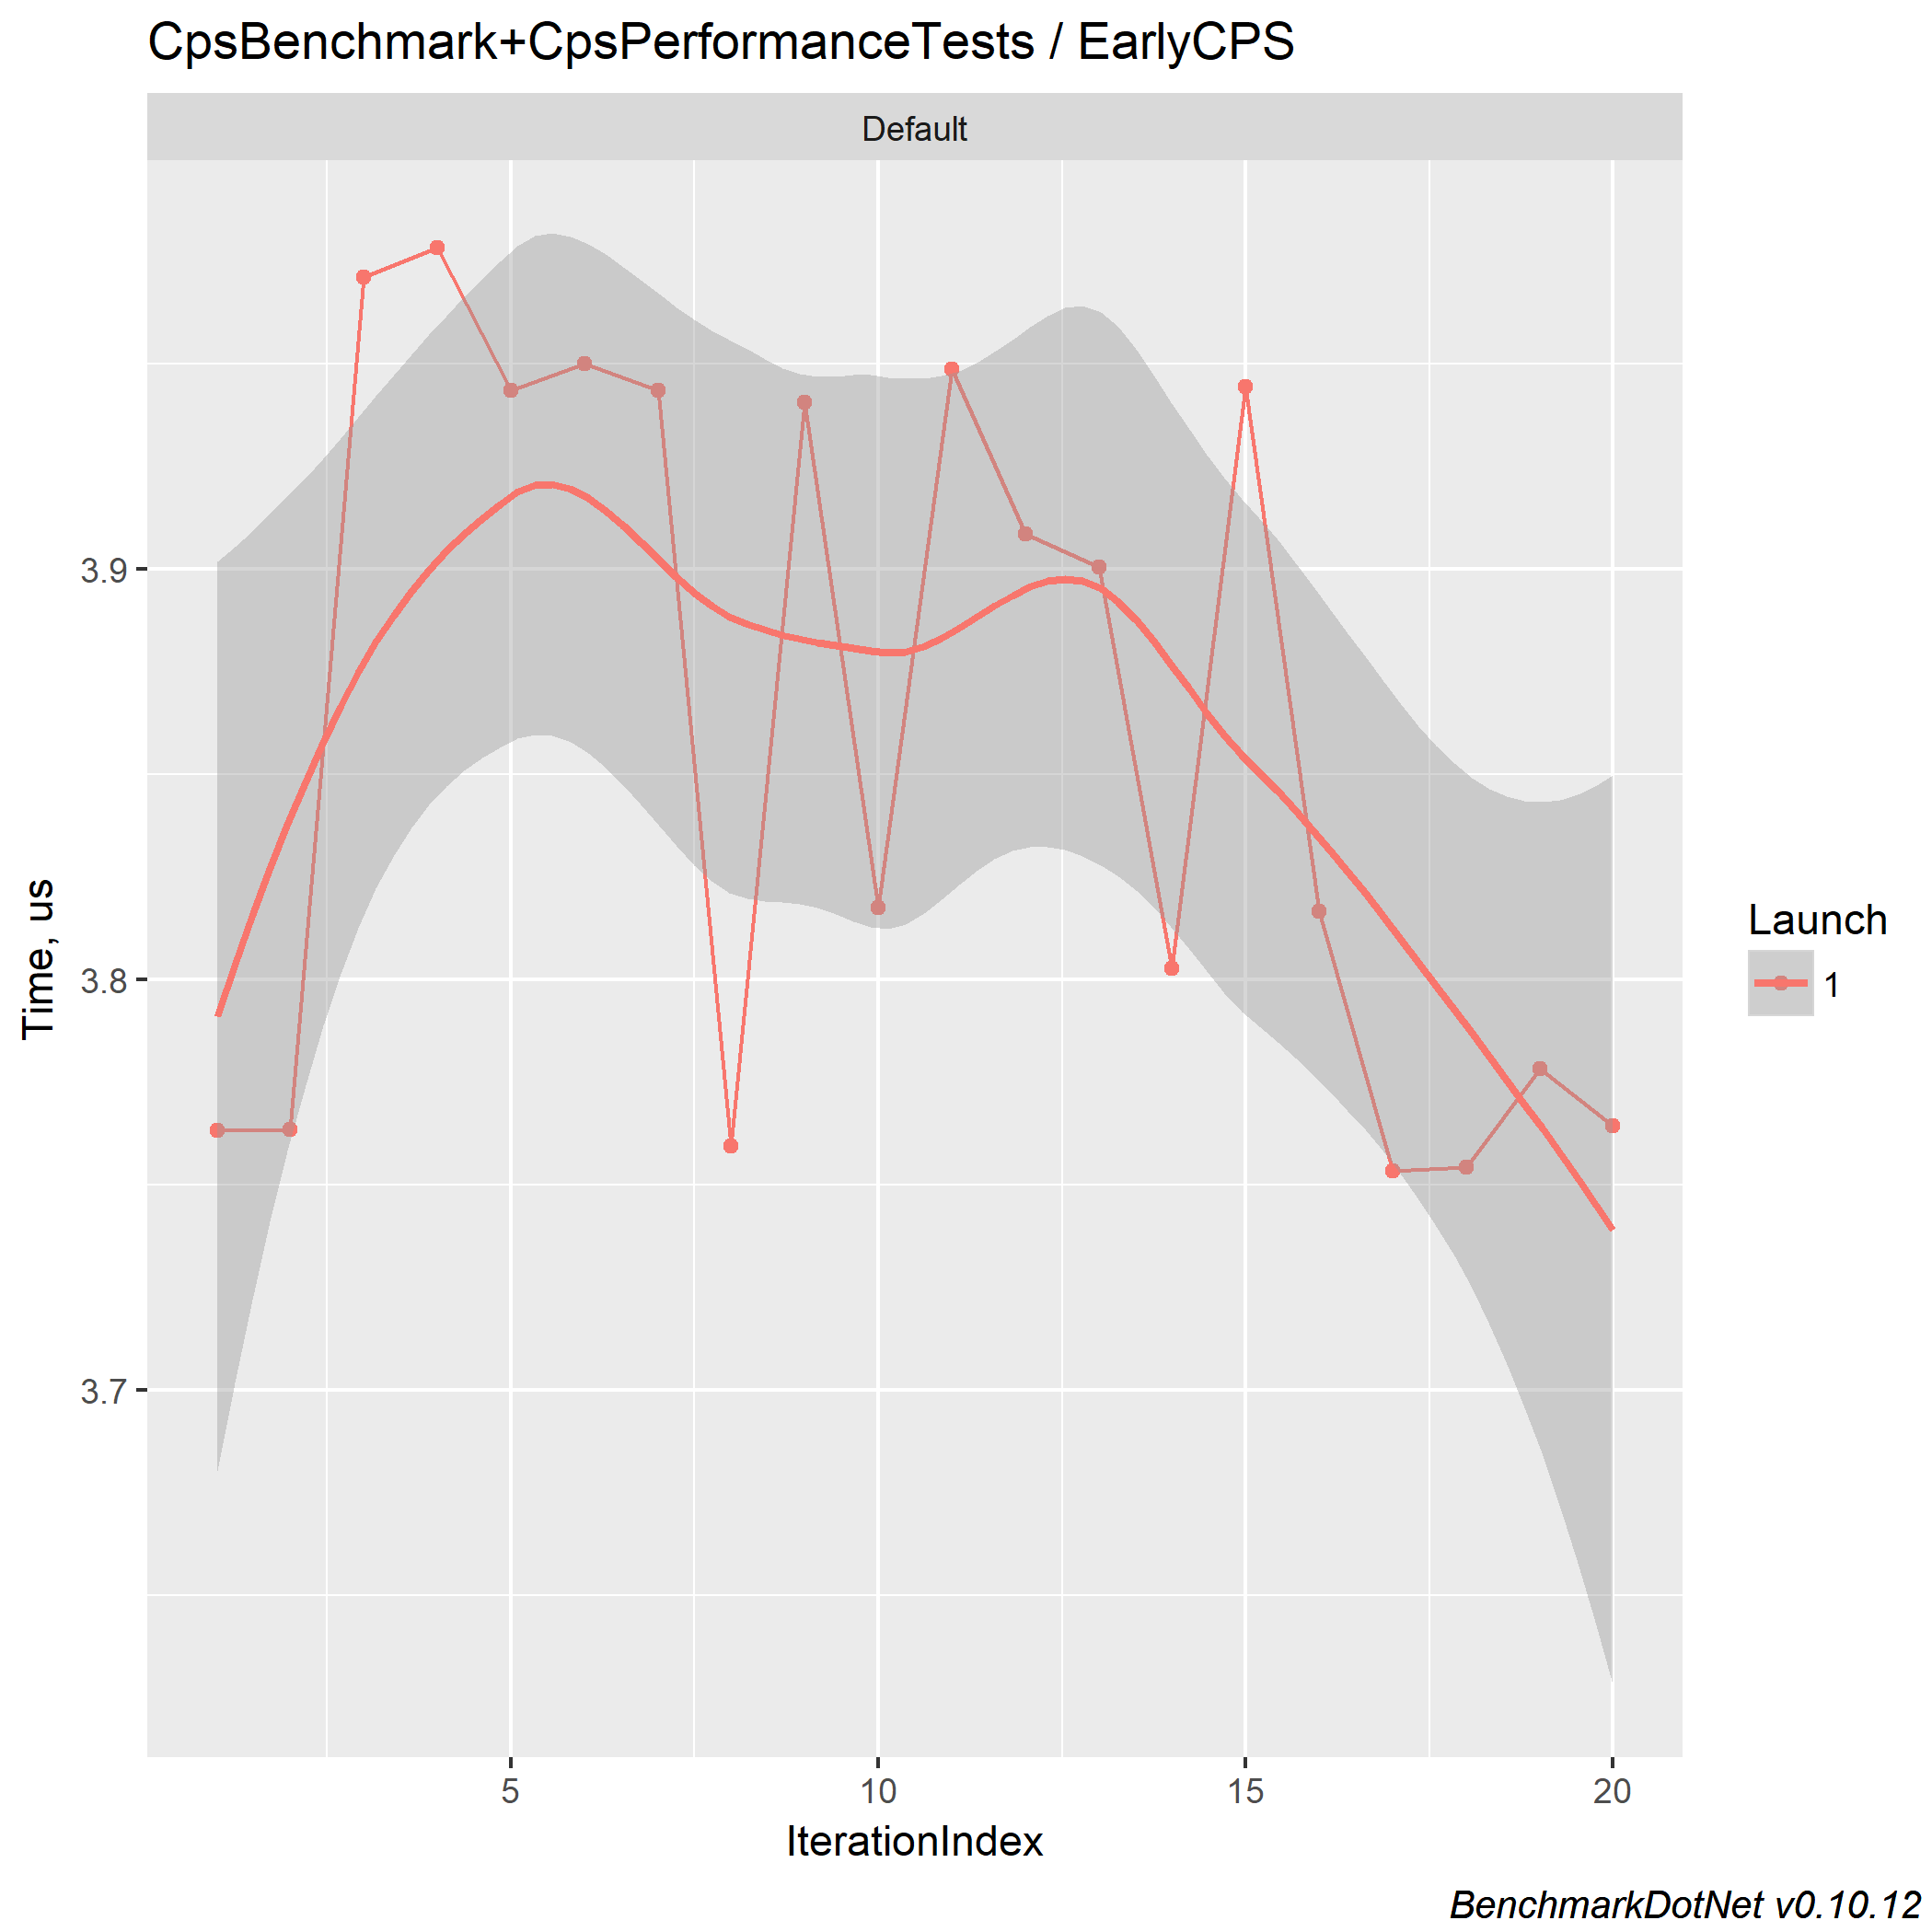 CpsBenchmark+CpsPerformanceTests / EarlyCPS
Default
Time, us
3.9
3.8
3.7
5
10
15
20
IterationIndex
Launch
1
BenchmarkDotNet v0.10.12